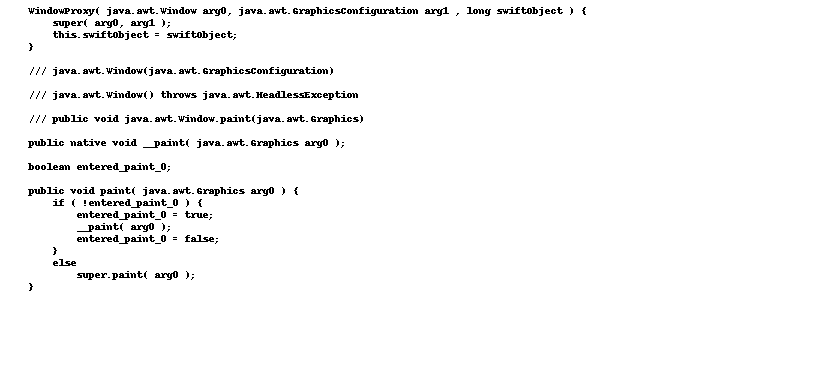 WindowProxy( java.awt.Window arg0, java.awt.GraphicsConfiguration arg1 , long swiftObject ) {
super( arg0, arg1 );
this.swiftObject = swiftObject;
}
/// java.awt.Window(java.awt.GraphicsConfiguration)
/// java.awt.Window() throws java.awt.HeadlessException
/// public void java.awt.Window.paint(java.awt.Graphics)
public native void __paint( java.awt.Graphics arg0 );
boolean entered_paint_0;
public void paint( java.awt.Graphics arg0 ) {
if ( !entered_paint_0 ) {
entered_paint_0 = true;
__paint( arg0 );
entered_paint_0 = false;
}
else
super.paint( arg0 );
}